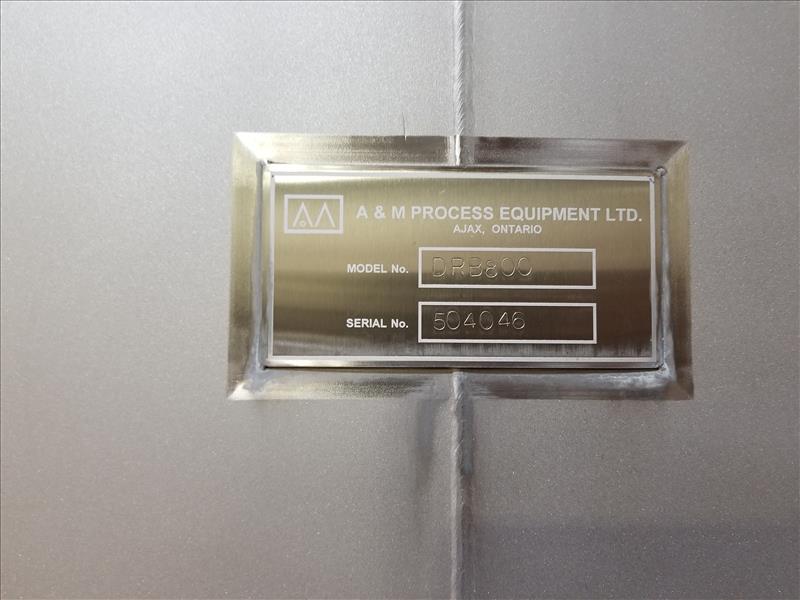 A & M PROCESS EQUIPMENT LTD.
AJAX, ONTARIO
MODEL No. DRB800
SERIAL No. 504046